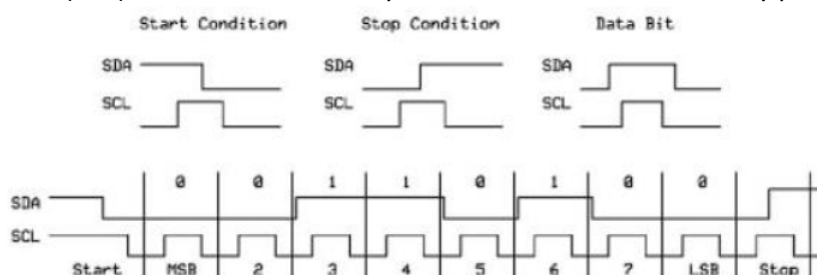 Start Condition Stop Condition Data Bit
SDA SDA SDA
SCL SCL SCL
0 0 1 1 0 1 0 0
SDA
SCL
Start MSB 2 3 4 5 6 7 LSB Stop